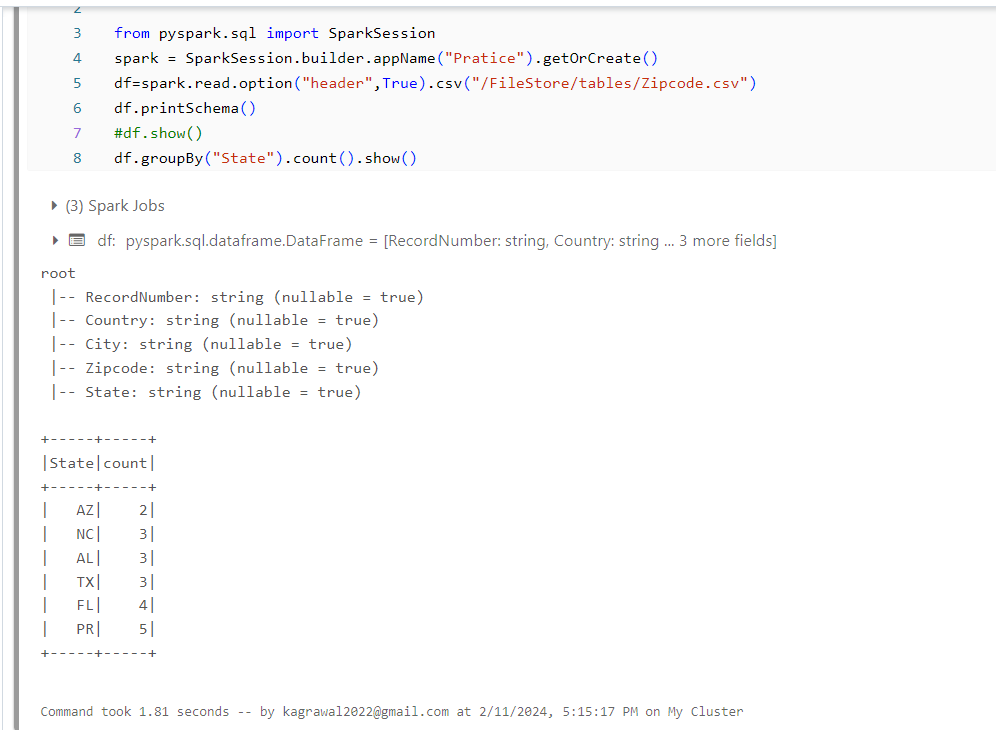 2
3 from pyspark.sql import SparkSession
4 spark = SparkSession.builder.appName("Pratice").getOrCreate()
5 df=spark.read.option("header",True).csv("/FileStore/tables/Zipcode.csv")
6 df.printSchema()
7 #df.show()
8 df.groupBy("State").count().show()
(3) Spark Jobs
df: pyspark.sql.dataframe.DataFrame = [RecordNumber: string, Country: string ... 3 more fields]
root
 |-- RecordNumber: string (nullable = true)
 |-- Country: string (nullable = true)
 |-- City: string (nullable = true)
 |-- Zipcode: string (nullable = true)
 |-- State: string (nullable = true)
+-----+-----+
|State|count|
+-----+-----+
|   AZ|    2|
|   NC|    3|
|   AL|    3|
|   TX|    3|
|   FL|    4|
|   PR|    5|
+-----+-----+
Command took 1.81 seconds -- by kagrawal2022@gmail.com at 2/11/2024, 5:15:17 PM on My Cluster